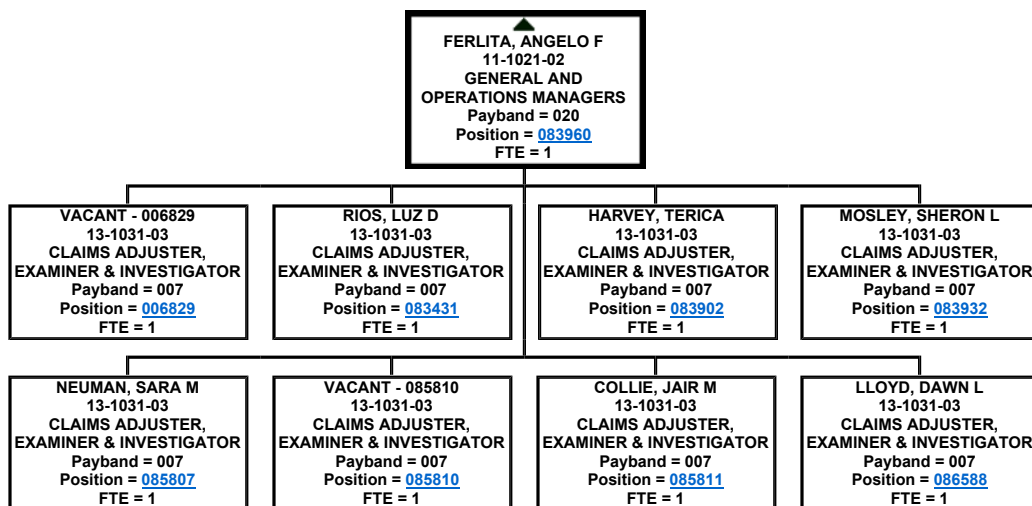 FERLITA, ANGELO F
11-1021-02
GENERAL AND
OPERATIONS MANAGERS
Payband = 020
Position = 083960
FTE = 1
VACANT - 006829
13-1031-03
CLAIMS ADJUSTER,
EXAMINER & INVESTIGATOR
Payband = 007
Position = 006829
FTE = 1
RIOS, LUZ D
13-1031-03
CLAIMS ADJUSTER,
EXAMINER & INVESTIGATOR
Payband = 007
Position = 083431
FTE = 1
HARVEY, TERICA
13-1031-03
CLAIMS ADJUSTER,
EXAMINER & INVESTIGATOR
Payband = 007
Position = 083902
FTE = 1
MOSLEY, SHERON L
13-1031-03
CLAIMS ADJUSTER,
EXAMINER & INVESTIGATOR
Payband = 007
Position = 083932
FTE = 1
NEUMAN, SARA M
13-1031-03
CLAIMS ADJUSTER,
EXAMINER & INVESTIGATOR
Payband = 007
Position = 085807
FTE = 1
VACANT - 085810
13-1031-03
CLAIMS ADJUSTER,
EXAMINER & INVESTIGATOR
Payband = 007
Position = 085810
FTE = 1
COLLIE, JAIR M
13-1031-03
CLAIMS ADJUSTER,
EXAMINER & INVESTIGATOR
Payband = 007
Position = 085811
FTE = 1
LLOYD, DAWN L
13-1031-03
CLAIMS ADJUSTER,
EXAMINER & INVESTIGATOR
Payband = 007
Position = 086588
FTE = 1